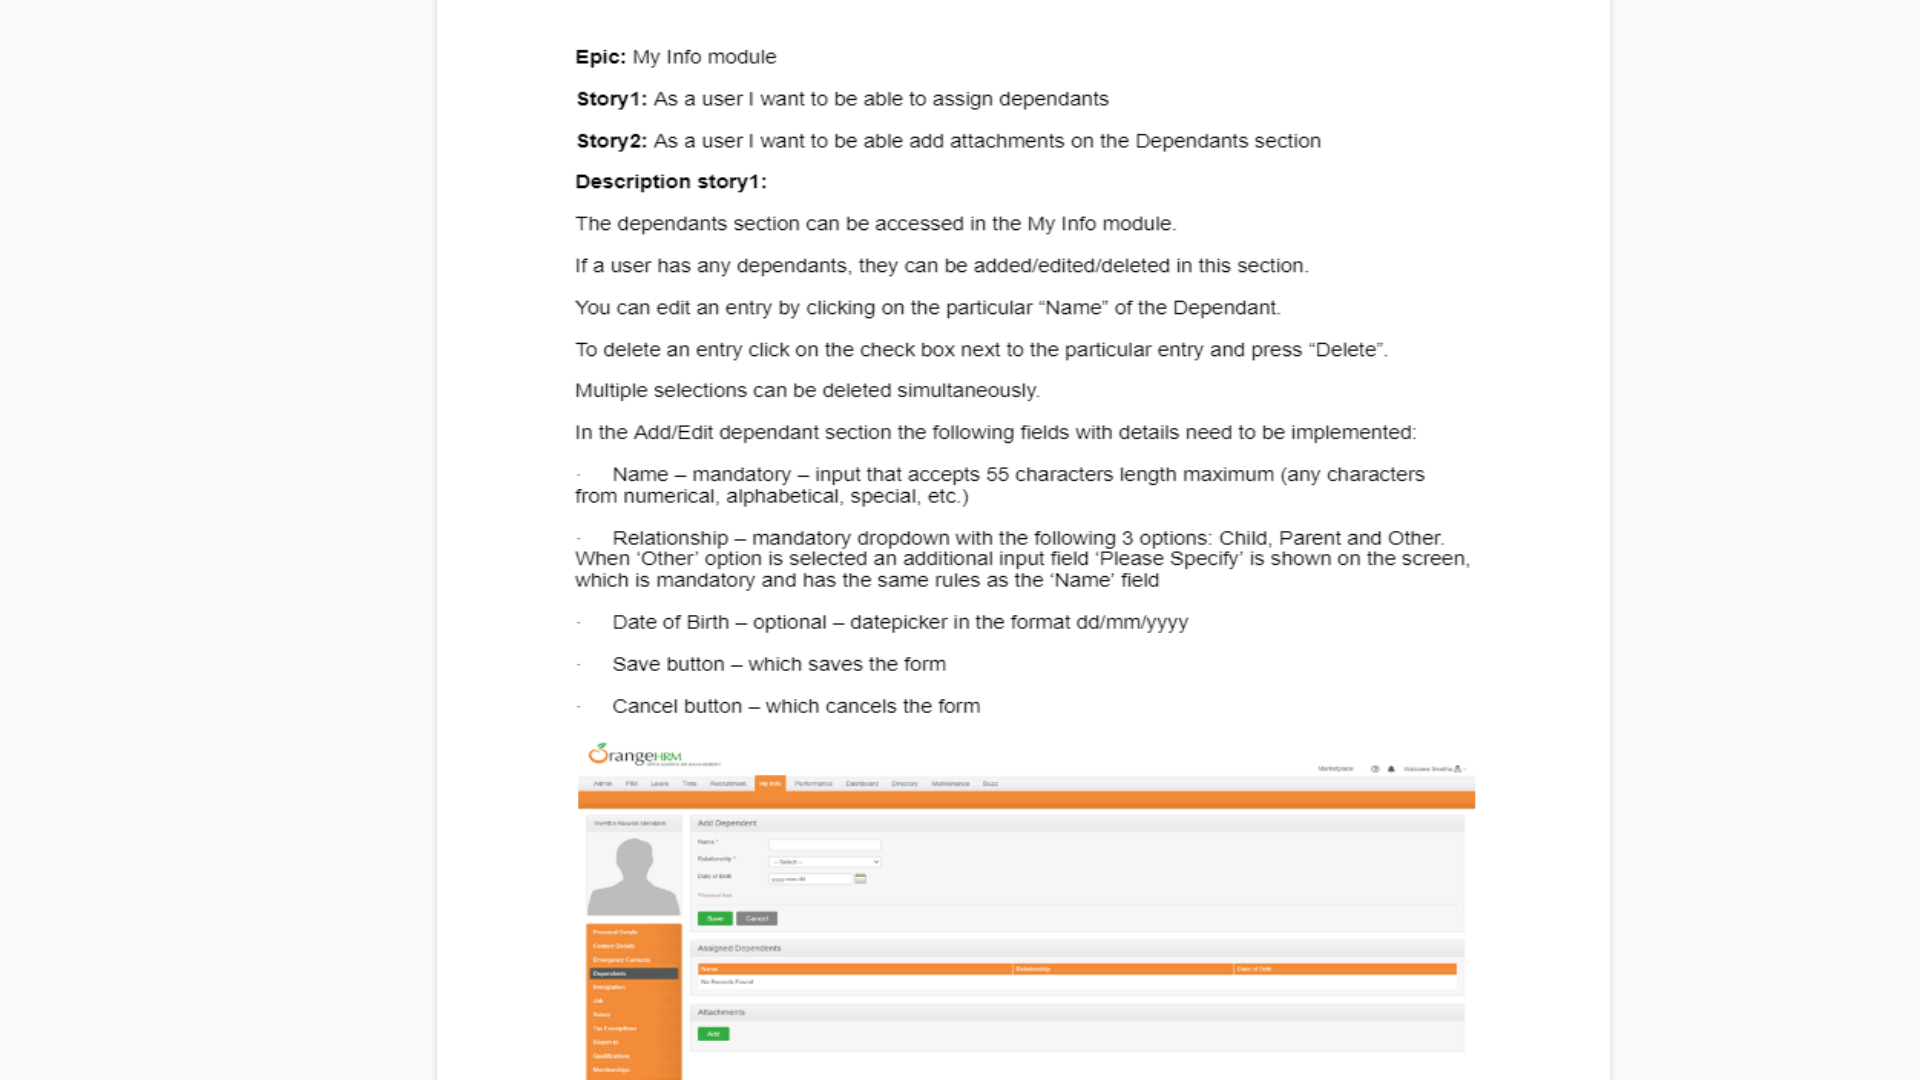 Epic: My Info module
Story1: As a user I want to be able to assign dependants
Story2: As a user I want to be able add attachments on the Dependants section
Description story1:
The dependants section can be accessed in the My Info module.
If a user has any dependants, they can be added/edited/deleted in this section.
You can edit an entry by clicking on the particular “Name” of the Dependant.
To delete an entry click on the check box next to the particular entry and press “Delete”.
Multiple selections can be deleted simultaneously.
In the Add/Edit dependant section the following fields with details need to be implemented:
· Name – mandatory – input that accepts 55 characters length maximum (any characters
from numerical, alphabetical, special, etc.)
· Relationship – mandatory dropdown with the following 3 options: Child, Parent and Other.
When ‘Other’ option is selected an additional input field ‘Please Specify’ is shown on the screen,
which is mandatory and has the same rules as the ‘Name’ field
· Date of Birth – optional – datepicker in the format dd/mm/yyyy
· Save button – which saves the form
· Cancel button – which cancels the form
OrangeHRM
Marketplace Welcome
Admin PIM Leave Time Recruitment My Info Performance Dashboard Directory Maintenance Buzz
Add Dependent
Name *
Relationship * -- Select --
Date of Birth yyyy-mm-dd
*Required field
Save Cancel
Personal Details
Contact Details
Emergency Contacts
Dependents
Immigration
Job
Salary
Tax Exemptions
Report-to
Qualifications
Memberships
Assigned Dependents
Name Relationship Date of Birth
No Records Found
Attachments
Add